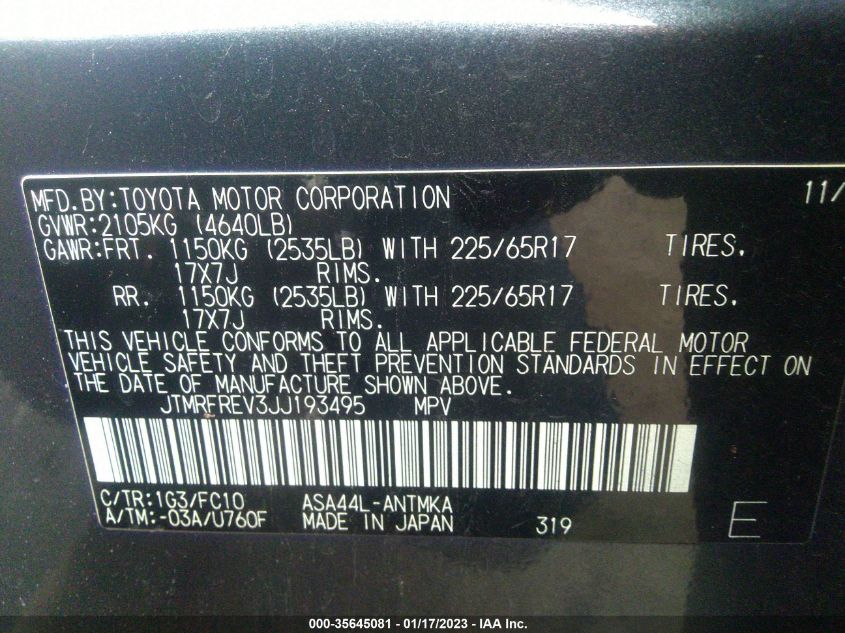 MFD.BY:TOYOTA MOTOR CORPORATION 11/
GVWR:2105KG (4640LB)
GAWR:FRT. 1150KG (2535LB) WITH 225/65R17 TIRES.
17X7J RIMS.
RR. 1150KG (2535LB) WITH 225/65R17 TIRES.
17X7J RIMS.
THIS VEHICLE CONFORMS TO ALL APPLICABLE FEDERAL MOTOR
VEHICLE SAFETY AND THEFT PREVENTION STANDARDS IN EFFECT ON
THE DATE OF MANUFACTURE SHOWN ABOVE.
JTMRFREV3JJ193495 MPV
C/TR:1G3/FC10 ASA44L-ANTMKA
A/TM:-03A/U760F MADE IN JAPAN 319 E
000-35645081 - 01/17/2023 - IAA Inc.